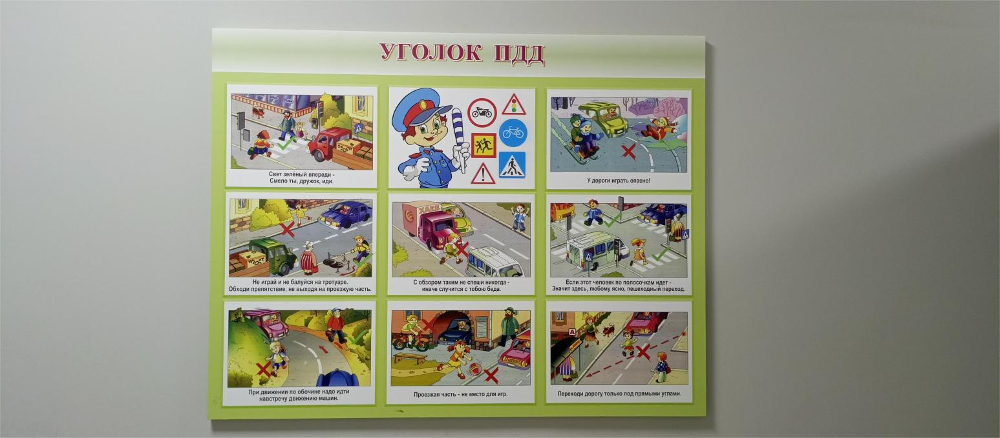 УГОЛОК ПДД
Свет зелёный впереди -
Смело ты, дружок, иди.
У дороги играть опасно!
Не играй и не балуйся на тротуаре.
Обходи препятствие, не выходя на проезжую часть.
ХЛЕБ
С обзором таким не спеши никогда -
иначе случится с тобою беда.
Если этот человек по полосочкам идет -
Значит здесь, любому ясно, пешеходный переход.
При движении по обочине надо идти
навстречу движению машин.
Проезжая часть - не место для игр.
А
Переходи дорогу только под прямыми углами.